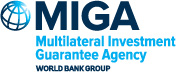 MIGA
Multilateral Investment
Guarantee Agency
WORLD BANK GROUP